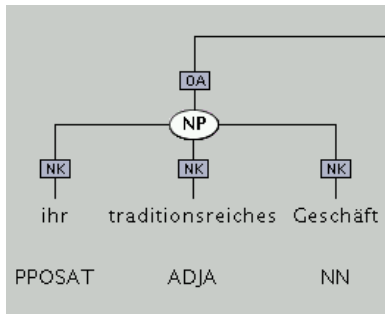 OA
NP
NK NK NK
ihr traditionsreiches Geschäft
PPOSAT ADJA NN